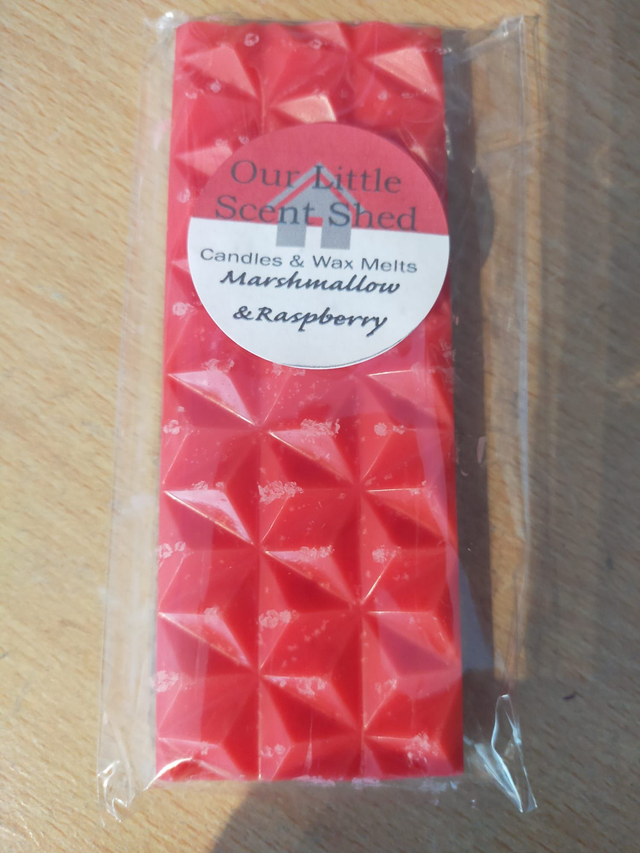 Our Little
Scent Shed
Candles & Wax Melts
Marshmallow
&Raspberry